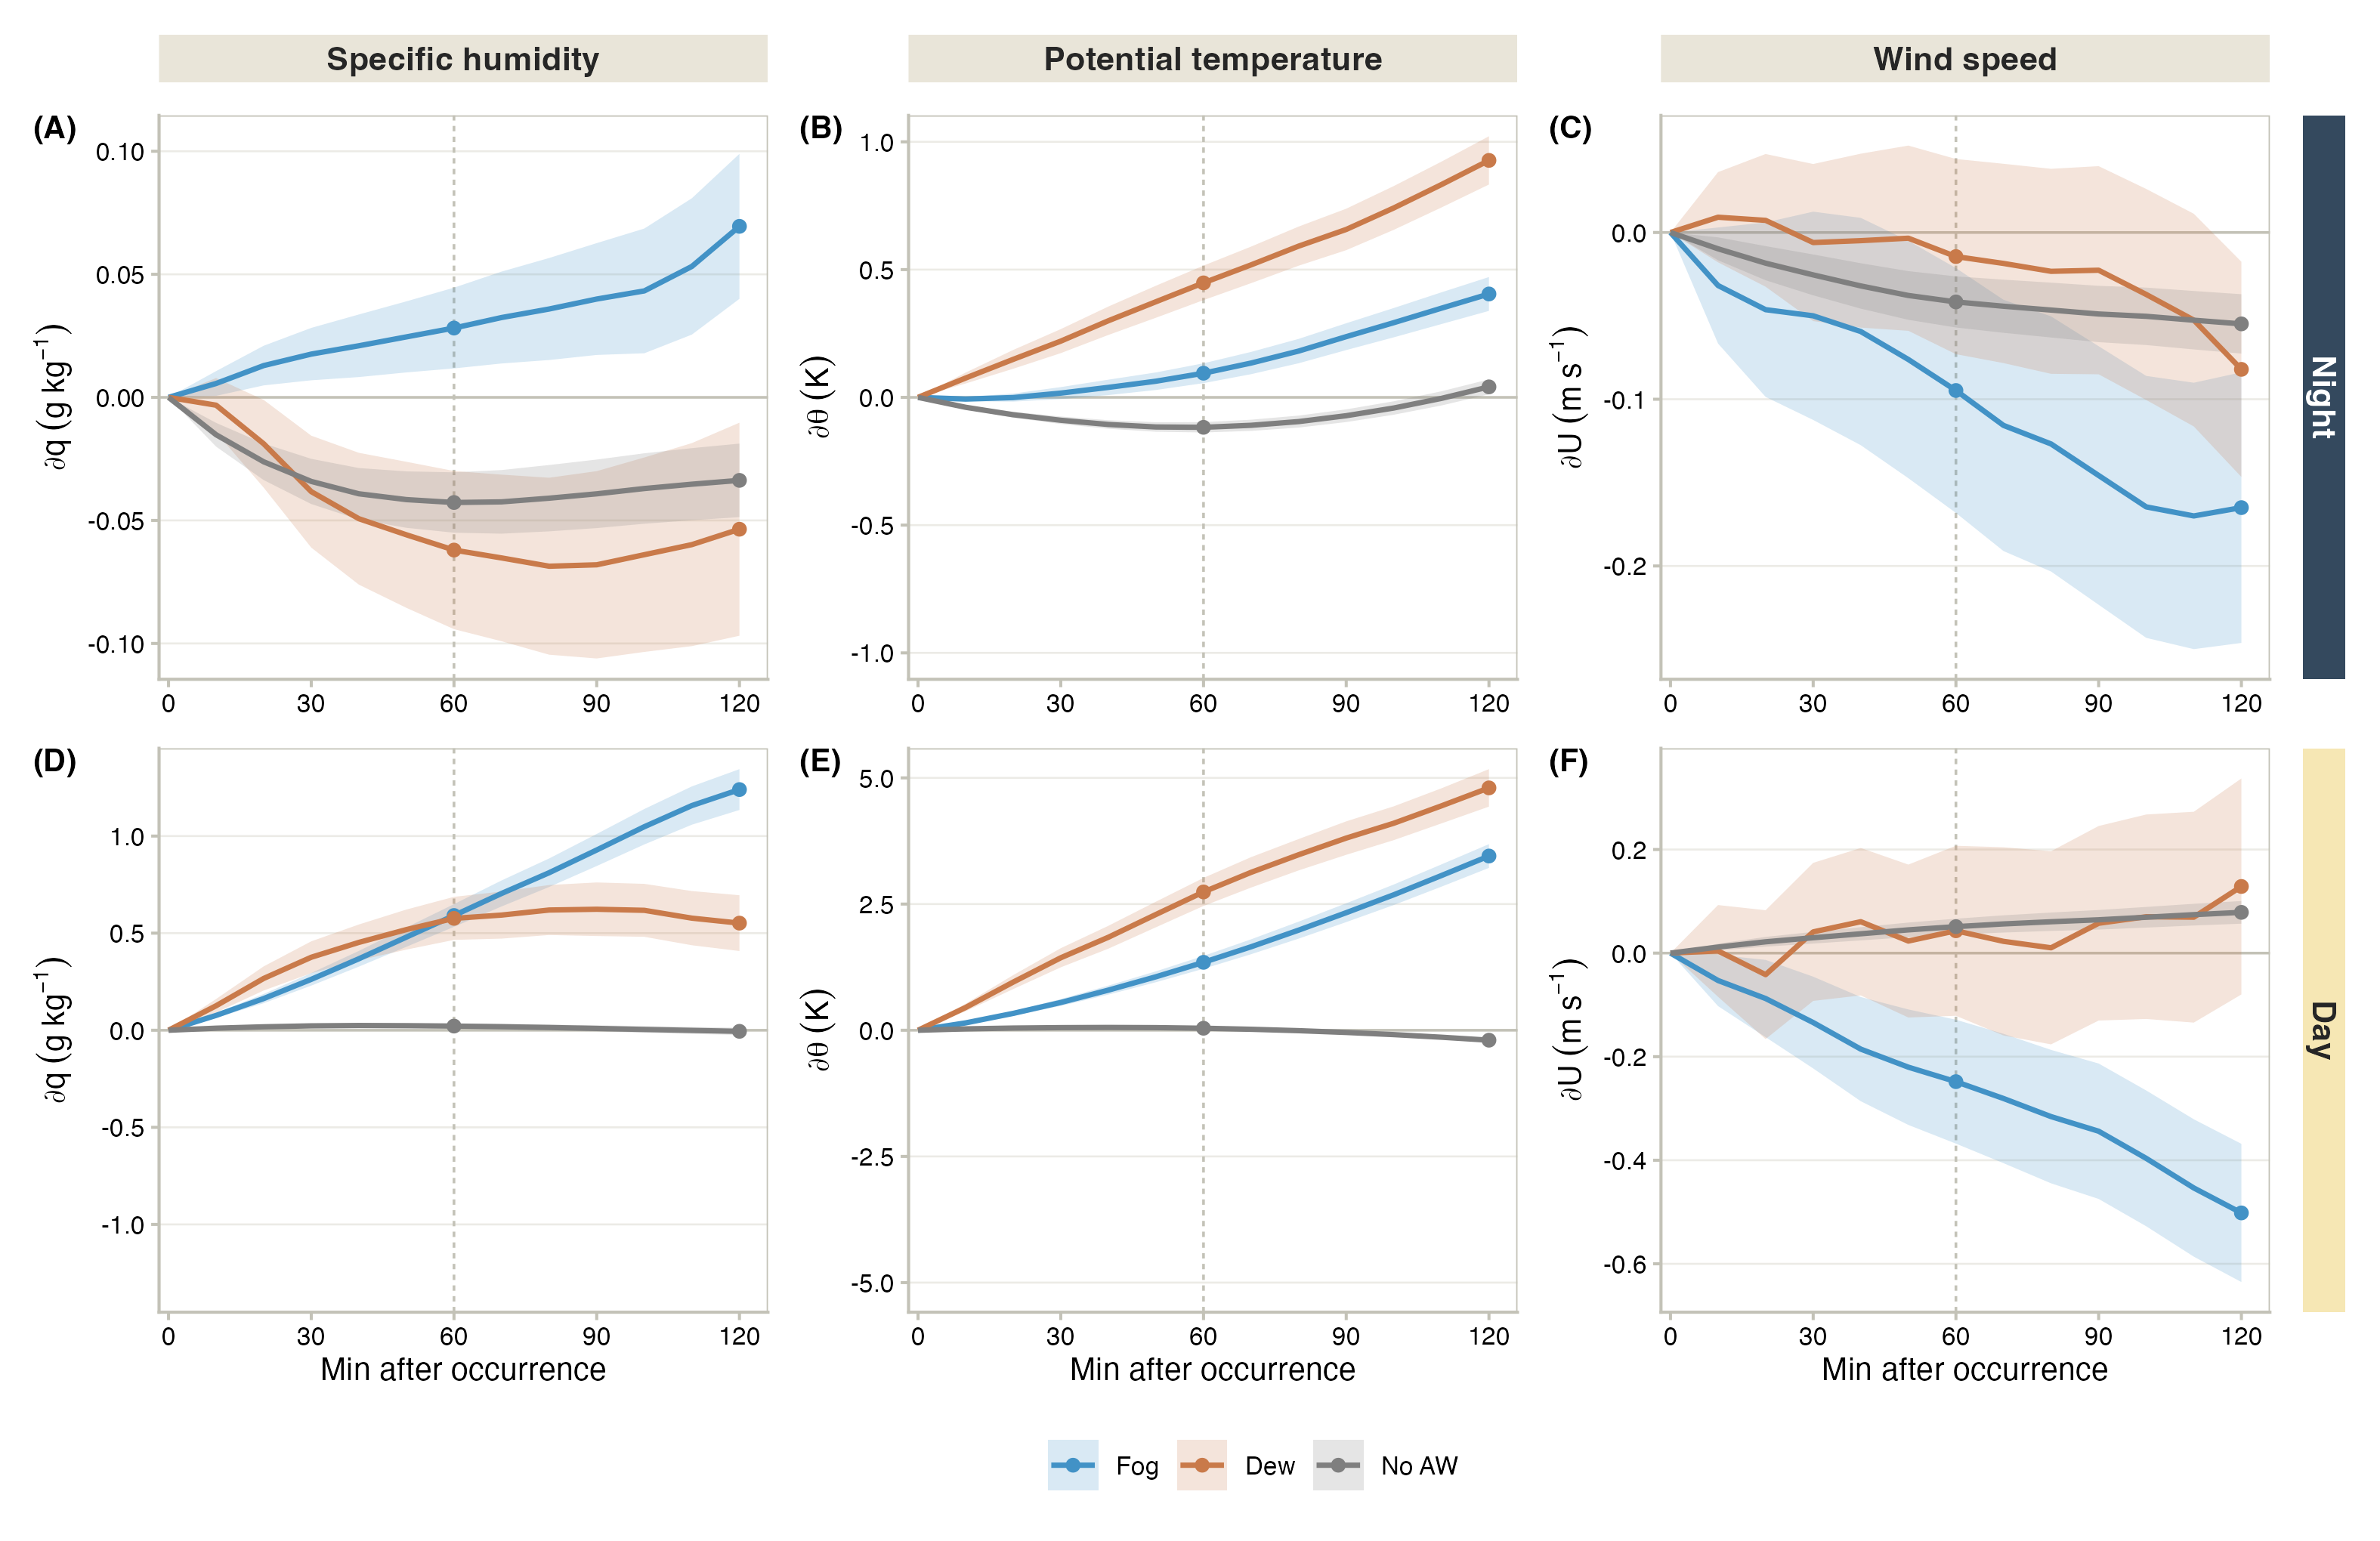 Specific humidity
Potential temperature
Wind speed
(A)
0.10
0.05
0.00
-0.05
-0.10
∂q (g kg⁻¹)
0 30 60 90 120
(B)
1.0
0.5
0.0
-0.5
-1.0
∂θ (K)
0 30 60 90 120
(C)
0.0
-0.1
-0.2
∂U (m s⁻¹)
0 30 60 90 120
Night
(D)
1.0
0.5
0.0
-0.5
-1.0
∂q (g kg⁻¹)
0 30 60 90 120
Min after occurrence
(E)
5.0
2.5
0.0
-2.5
-5.0
∂θ (K)
0 30 60 90 120
Min after occurrence
(F)
0.2
0.0
-0.2
-0.4
-0.6
∂U (m s⁻¹)
0 30 60 90 120
Min after occurrence
Day
Fog Dew No AW